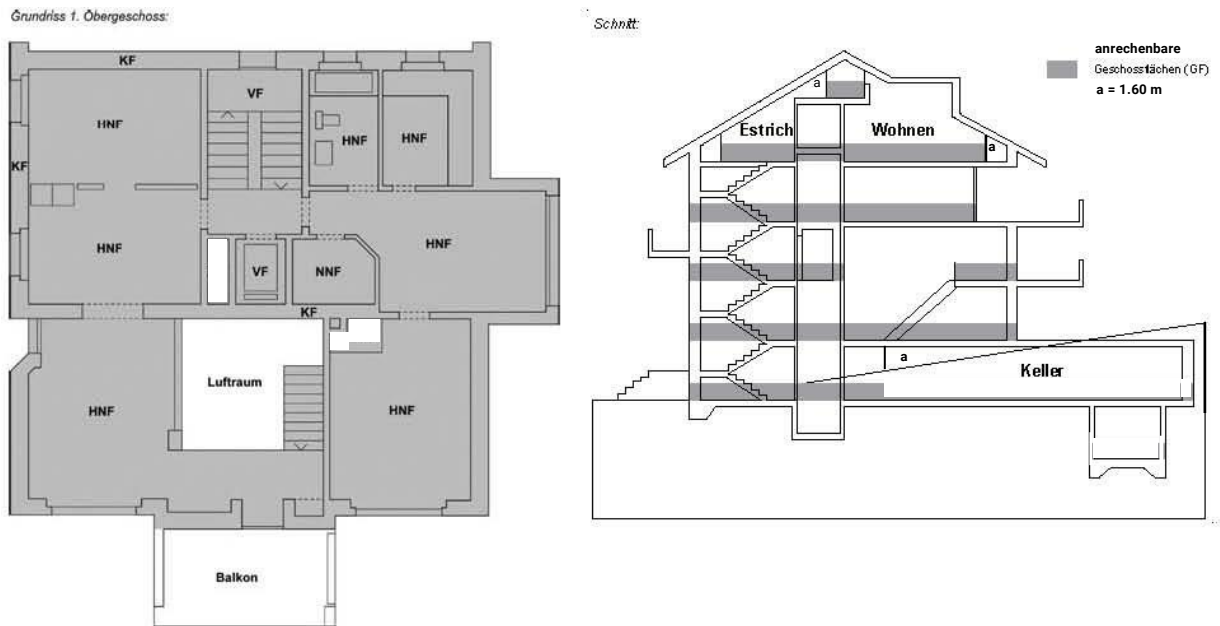 Grundriss 1. Obergeschoss:
KF
VF
HNF
HNF
HNF
KF
HNF
HNF
VF
NNF
KF
Luftraum
HNF
HNF
Balkon
Schnitt:
anrechenbare
Geschossflächen (GF)
a = 1.60 m
a
Estrich
Wohnen
a
a
Keller